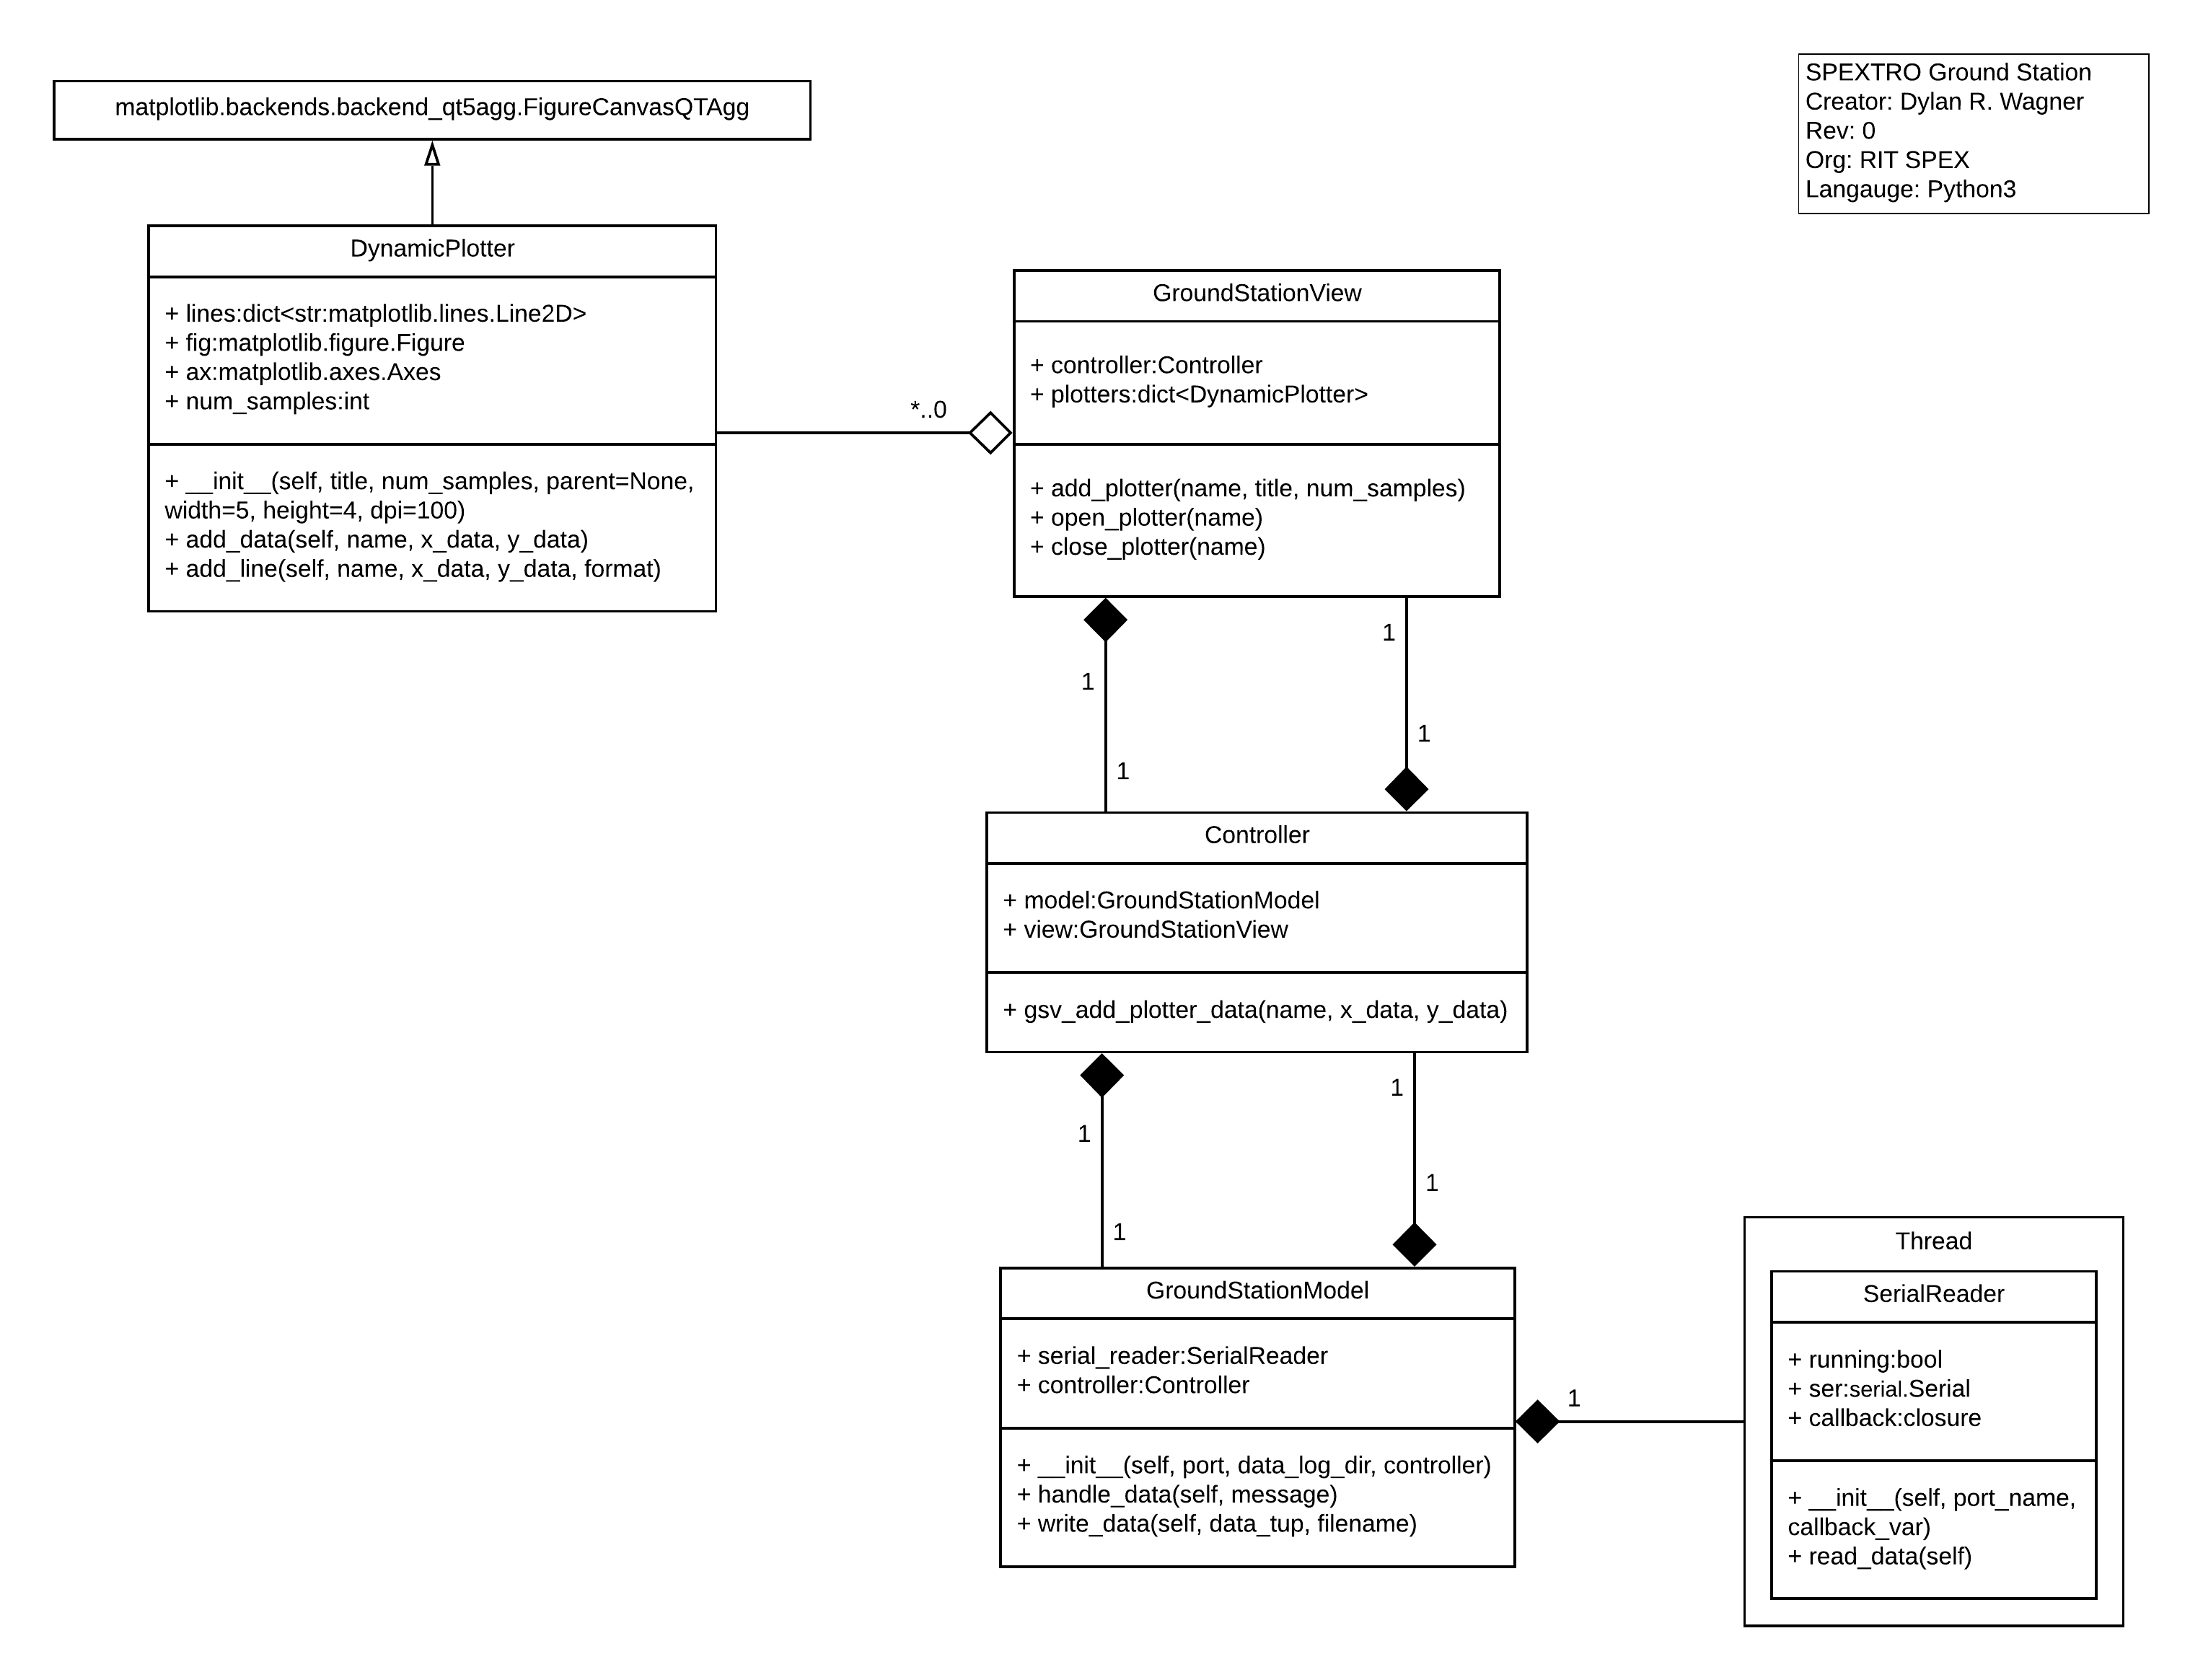 matplotlib.backends.backend_qt5agg.FigureCanvasQTAgg
SPEXTRO Ground Station
Creator: Dylan R. Wagner
Rev: 0
Org: RIT SPEX
Langauge: Python3
DynamicPlotter
+ lines:dict<str:matplotlib.lines.Line2D>
+ fig:matplotlib.figure.Figure
+ ax:matplotlib.axes.Axes
+ num_samples:int
+ __init__(self, title, num_samples, parent=None,
width=5, height=4, dpi=100)
+ add_data(self, name, x_data, y_data)
+ add_line(self, name, x_data, y_data, format)
*..0
GroundStationView
+ controller:Controller
+ plotters:dict<DynamicPlotter>
+ add_plotter(name, title, num_samples)
+ open_plotter(name)
+ close_plotter(name)
1
1
1
1
Controller
+ model:GroundStationModel
+ view:GroundStationView
+ gsv_add_plotter_data(name, x_data, y_data)
1
1
1
1
GroundStationModel
+ serial_reader:SerialReader
+ controller:Controller
+ __init__(self, port, data_log_dir, controller)
+ handle_data(self, message)
+ write_data(self, data_tup, filename)
1
Thread
SerialReader
+ running:bool
+ ser:serial.Serial
+ callback:closure
+ __init__(self, port_name,
callback_var)
+ read_data(self)